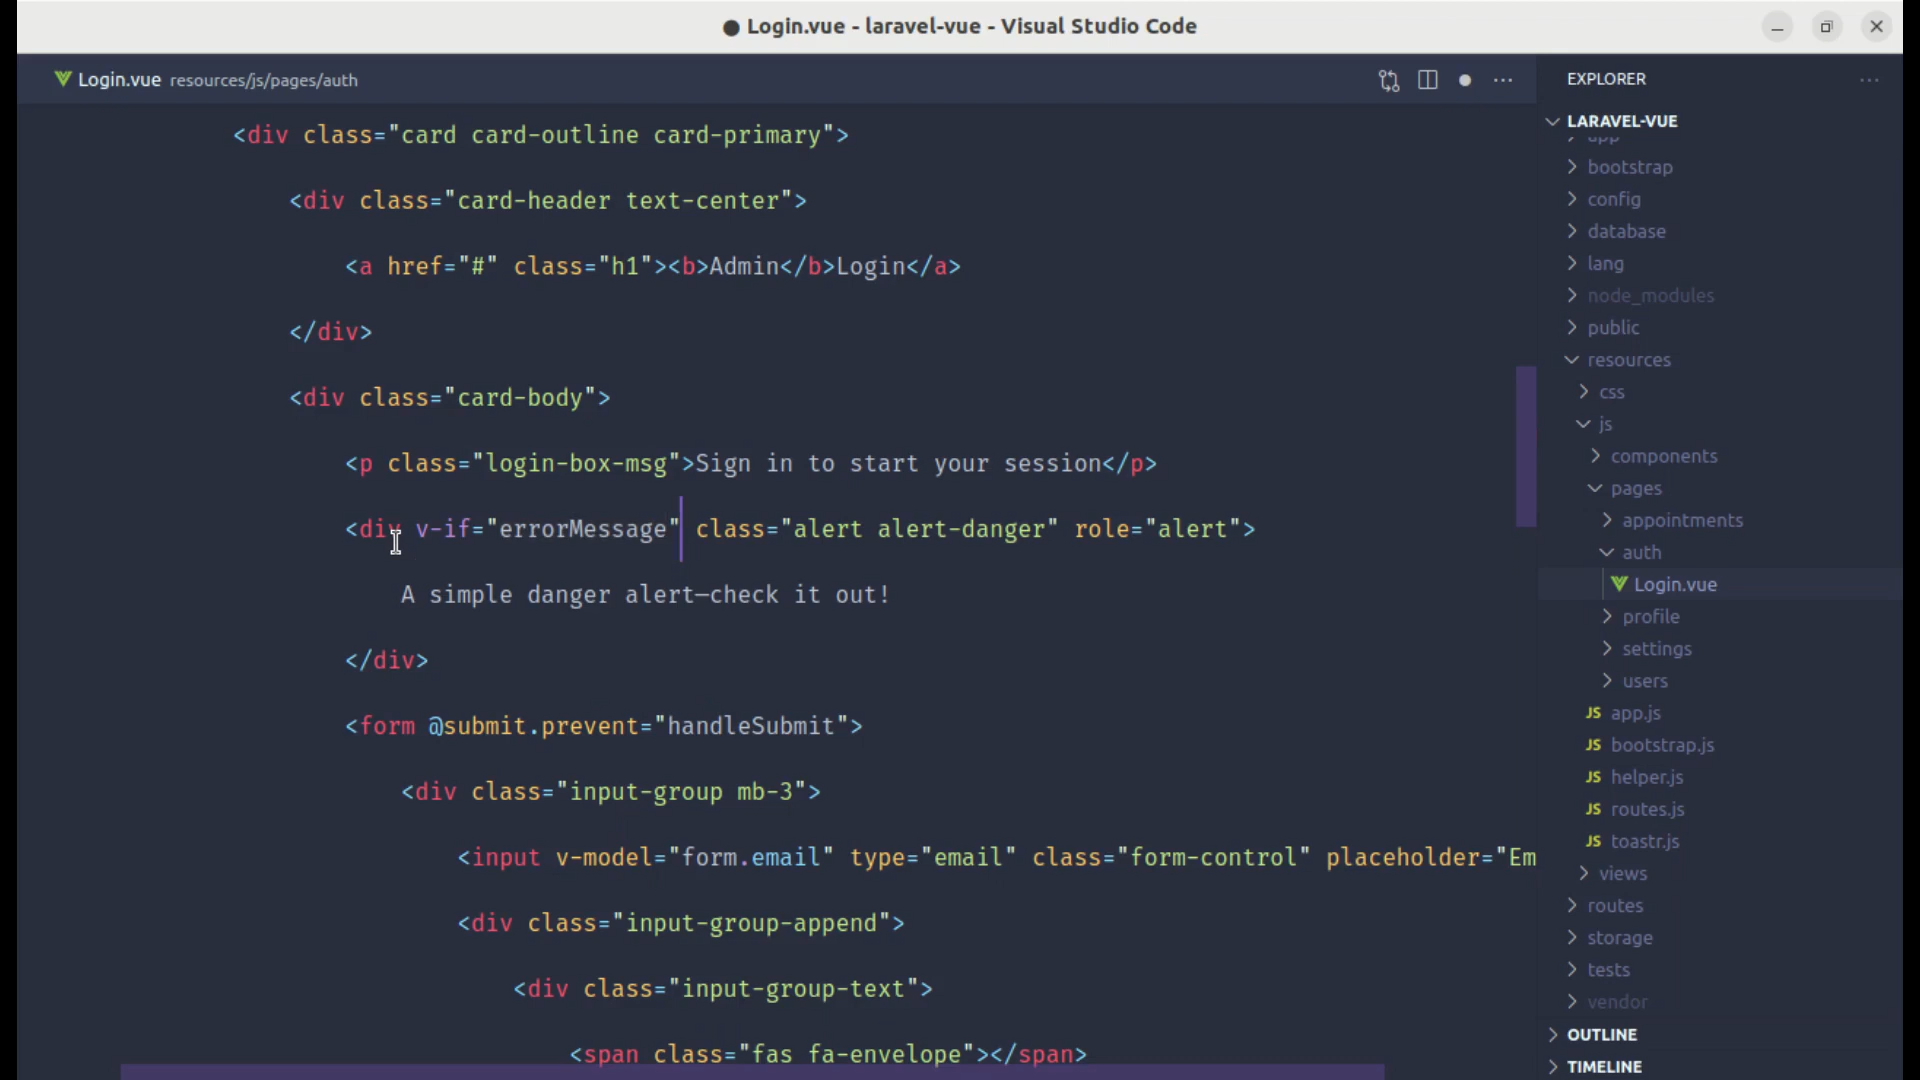 ● Login.vue - laravel-vue - Visual Studio Code
Login.vue resources/js/pages/auth
<div class="card card-outline card-primary">
<div class="card-header text-center">
<a href="#" class="h1"><b>Admin</b>Login</a>
</div>
<div class="card-body">
<p class="login-box-msg">Sign in to start your session</p>
<div v-if="errorMessage" class="alert alert-danger" role="alert">
A simple danger alert—check it out!
</div>
<form @submit.prevent="handleSubmit">
<div class="input-group mb-3">
<input v-model="form.email" type="email" class="form-control" placeholder="Em
<div class="input-group-append">
<div class="input-group-text">
<span class="fas fa-envelope"></span>
EXPLORER
LARAVEL-VUE
app
bootstrap
config
database
lang
node_modules
public
resources
css
js
components
pages
appointments
auth
Login.vue
profile
settings
users
JS app.js
JS bootstrap.js
JS helper.js
JS routes.js
JS toastr.js
views
routes
storage
tests
vendor
OUTLINE
TIMELINE